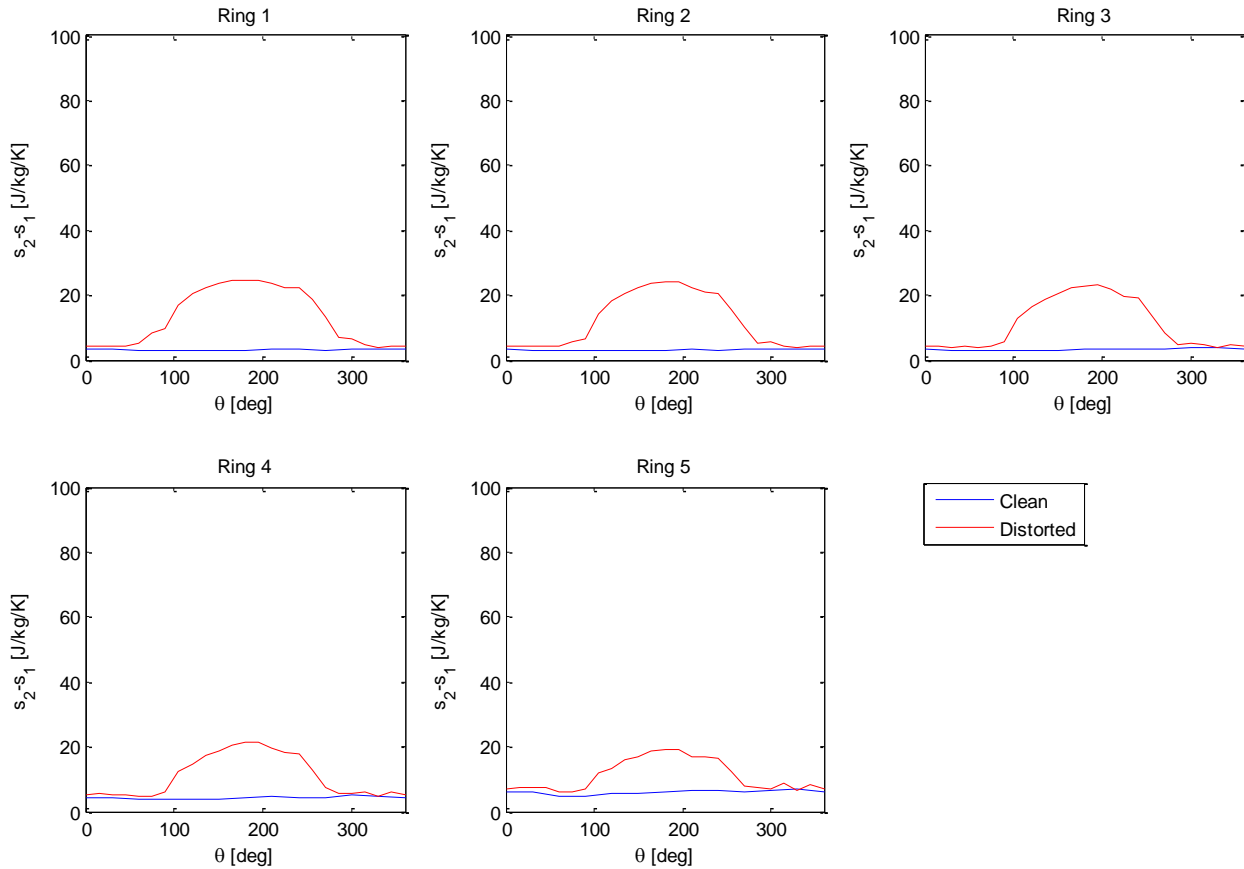 Ring 1
100
80
60
40
20
0
s2-s1 [J/kg/K]
0 100 200 300
θ [deg]
Ring 2
100
80
60
40
20
0
s2-s1 [J/kg/K]
0 100 200 300
θ [deg]
Ring 3
100
80
60
40
20
0
s2-s1 [J/kg/K]
0 100 200 300
θ [deg]
Ring 4
100
80
60
40
20
0
s2-s1 [J/kg/K]
0 100 200 300
θ [deg]
Ring 5
100
80
60
40
20
0
s2-s1 [J/kg/K]
0 100 200 300
θ [deg]
Clean
Distorted